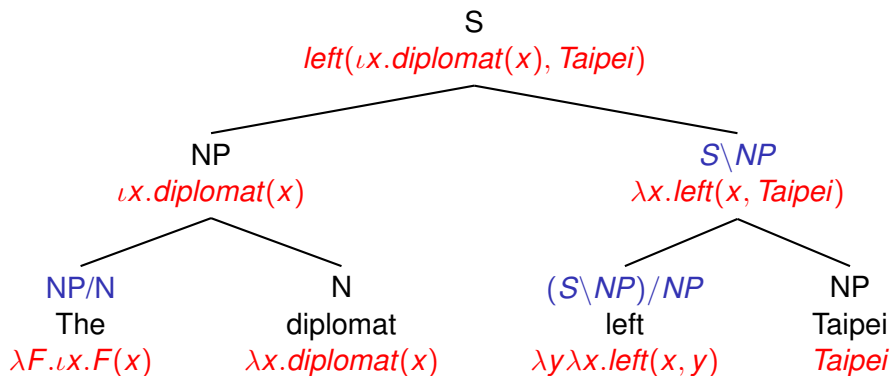 S
left(ιx.diplomat(x), Taipei)
NP S\NP
ιx.diplomat(x) λx.left(x, Taipei)
NP/N N (S\NP)/NP NP
The diplomat left Taipei
λF.ιx.F(x) λx.diplomat(x) λyλx.left(x, y) Taipei